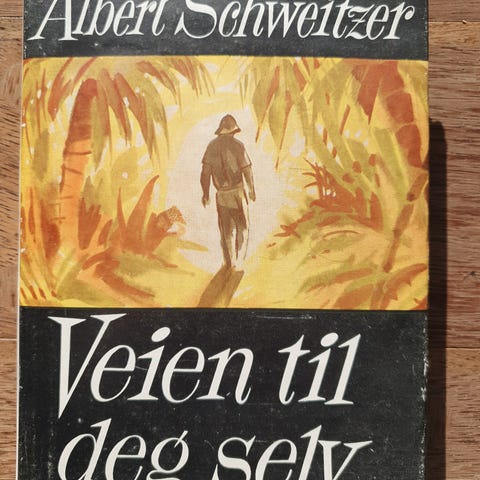 Albert Schweitzer
Veien til
deg selv